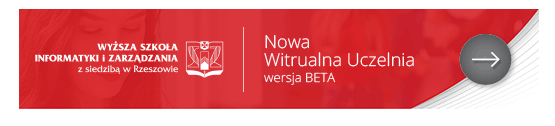 WYŻSZA SZKOŁA
INFORMATYKI I ZARZĄDZANIA
z siedzibą w Rzeszowie
Nowa
Witrualna Uczelnia
wersja BETA